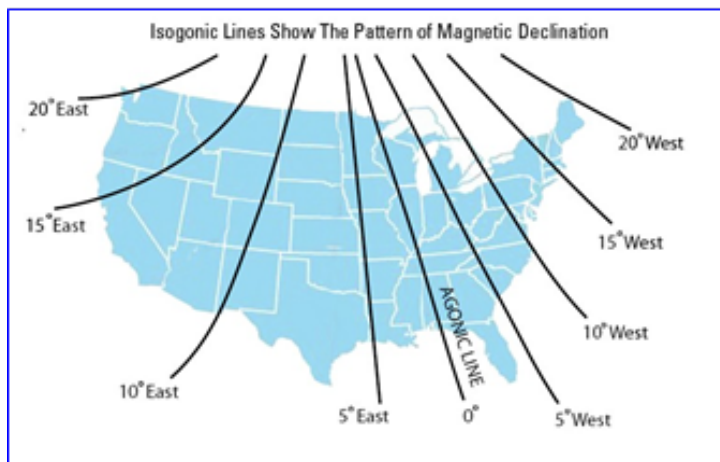 Isogonic Lines Show The Pattern of Magnetic Declination
20°East
20°West
15°East
15°West
AGONIC LINE
10°West
10°East
5°East
0°
5°West